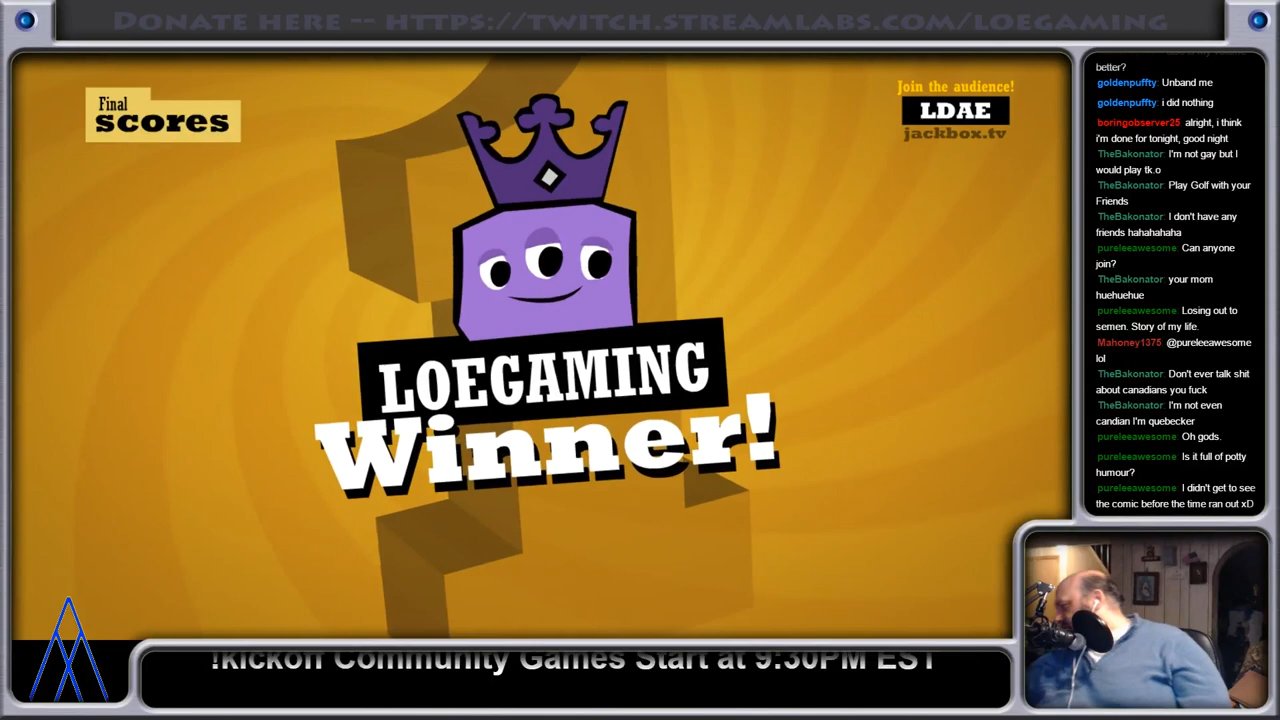 Donate here -- https://twitch.streamlabs.com/loegaming
Final
scores
Join the audience!
LDAE
jackbox.tv
LOEGAMING
Winner!
better?
goldenpuffty: Unband me
goldenpuffty: i did nothing
boringobserver25: alright, i think
i'm done for tonight, good night
TheBakonator: I'm not gay but I
would play tk.o
TheBakonator: Play Golf with your
Friends
TheBakonator: I don't have any
friends hahahahaha
pureleeawesome: Can anyone
join?
TheBakonator: your mom
huehuehue
pureleeawesome: Losing out to
semen. Story of my life.
Mahoney1375: @pureleeawesome
lol
TheBakonator: Don't ever talk shit
about canadians you fuck
TheBakonator: I'm not even
candian I'm quebecker
pureleeawesome: Oh gods.
pureleeawesome: Is it full of potty
humour?
pureleeawesome: I didn't get to see
the comic before the time ran out xD
!kickoff Community Games Start at 9:30PM EST